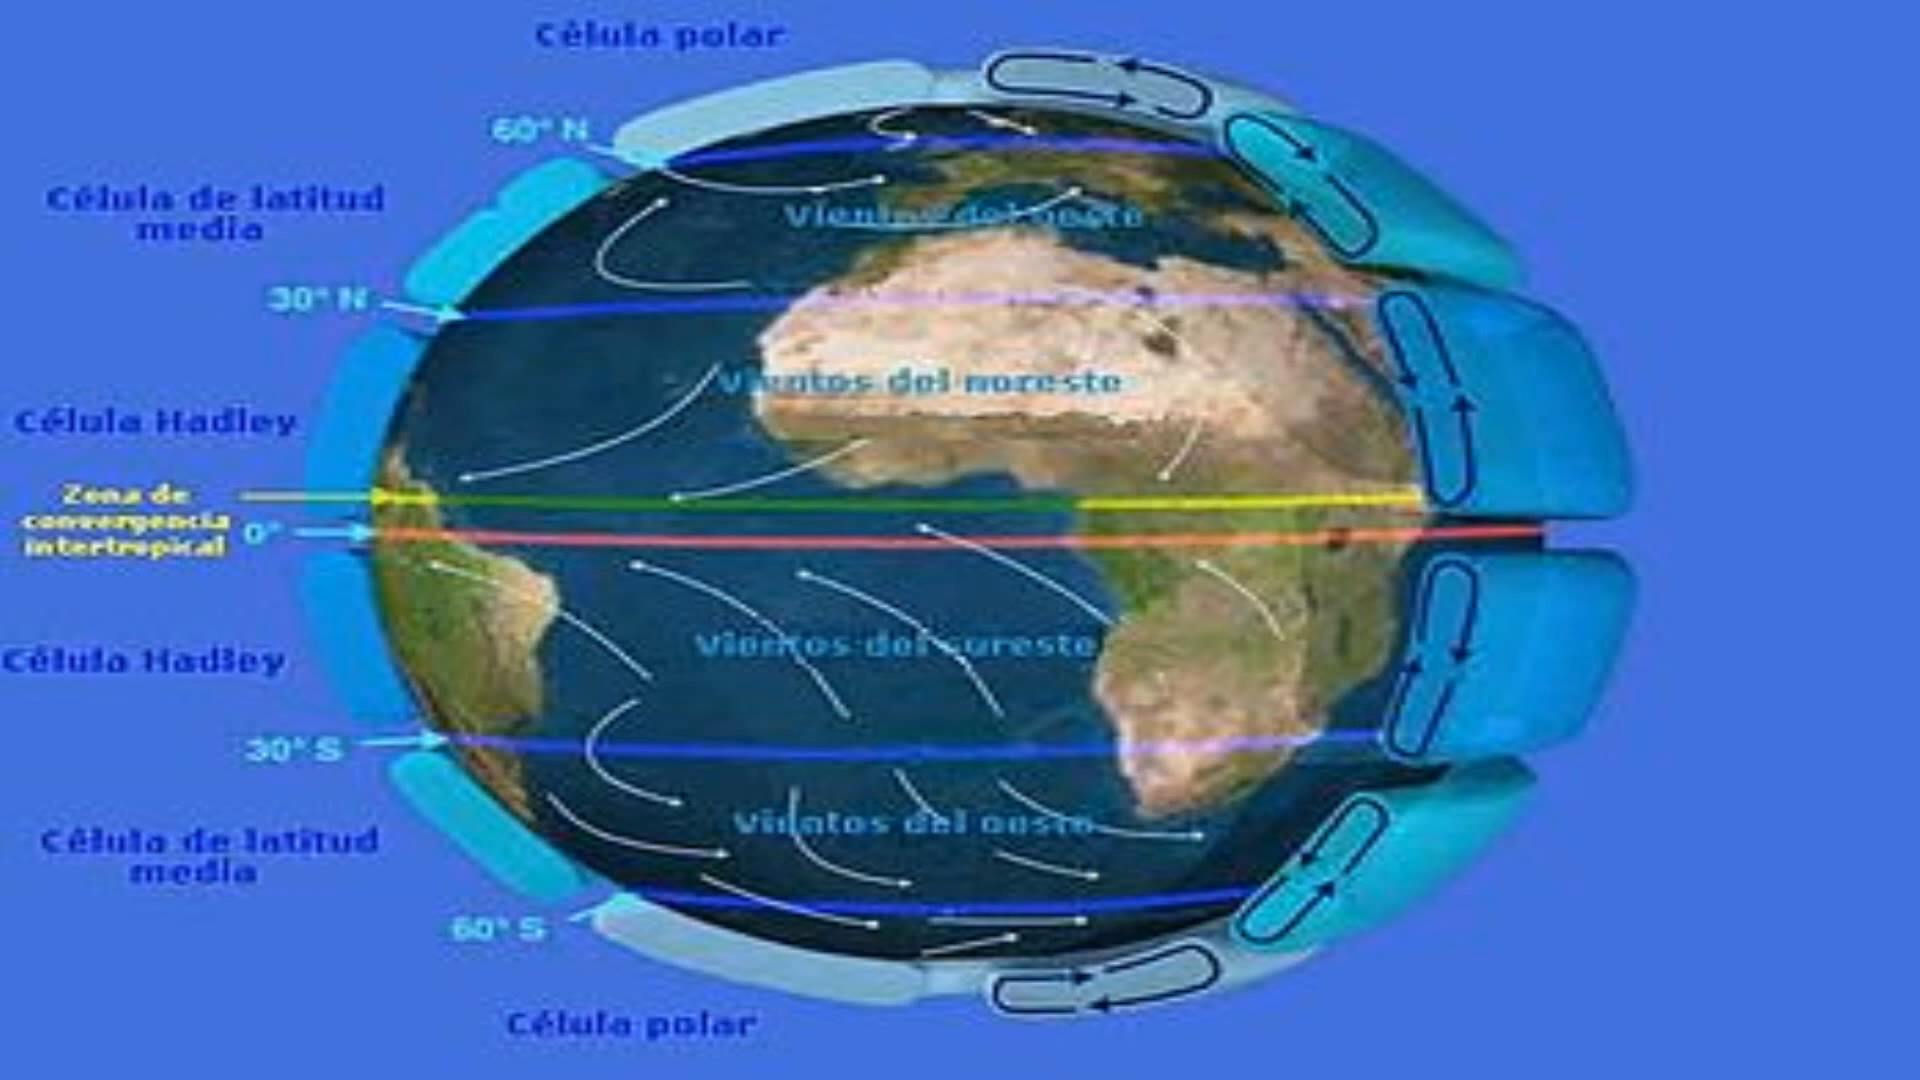 Célula polar
60° N
Célula de latitud
media
Vientos del oeste
30° N
Vientos del noreste
Célula Hadley
Zona de
convergencia
intertropical
0°
Vientos del sureste
Célula Hadley
30° S
Vientos del oeste
Célula de latitud
media
60° S
Célula polar